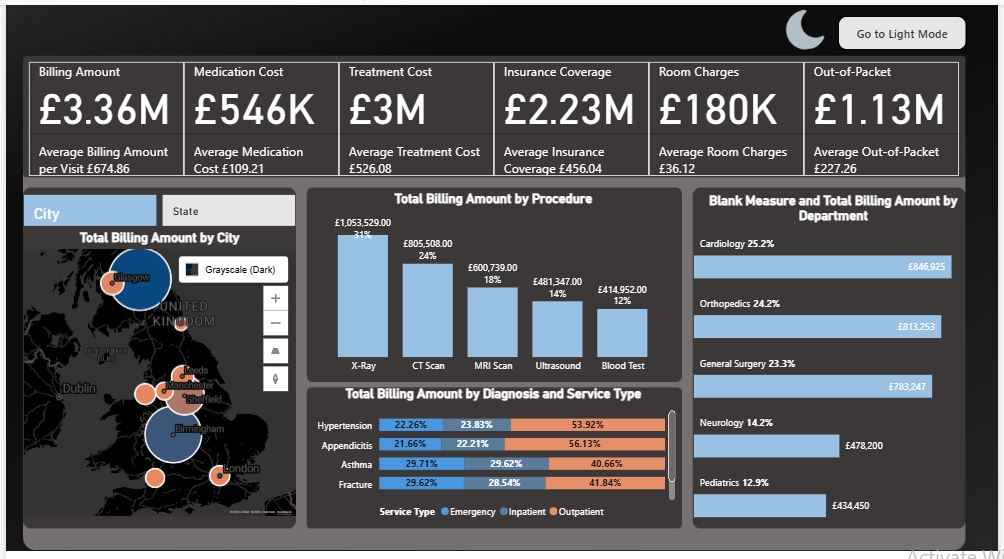 Go to Light Mode
Billing Amount
£3.36M
Average Billing Amount
per Visit £674.86
Medication Cost
£546K
Average Medication
Cost £109.21
Treatment Cost
£3M
Average Treatment Cost
£526.08
Insurance Coverage
£2.23M
Average Insurance
Coverage £456.04
Room Charges
£180K
Average Room Charges
£36.12
Out-of-Packet
£1.13M
Average Out-of-Packet
£227.26
City
State
Total Billing Amount by City
Grayscale (Dark)
Glasgow
UNITED
KINGDOM
Leeds
Manchester
Sheffield
Dublin
Birmingham
London
Total Billing Amount by Procedure
£1,053,529.00
31%
£805,508.00
24%
£600,739.00
18%
£481,347.00
14%
£414,952.00
12%
X-Ray
CT Scan
MRI Scan
Ultrasound
Blood Test
Total Billing Amount by Diagnosis and Service Type
Hypertension 22.26% 23.83% 53.92%
Appendicitis 21.66% 22.21% 56.13%
Asthma 29.71% 29.62% 40.66%
Fracture 29.62% 28.54% 41.84%
Service Type Emergency Inpatient Outpatient
Blank Measure and Total Billing Amount by
Department
Cardiology 25.2%
£846,925
Orthopedics 24.2%
£813,253
General Surgery 23.3%
£783,247
Neurology 14.2%
£478,200
Pediatrics 12.9%
£434,450